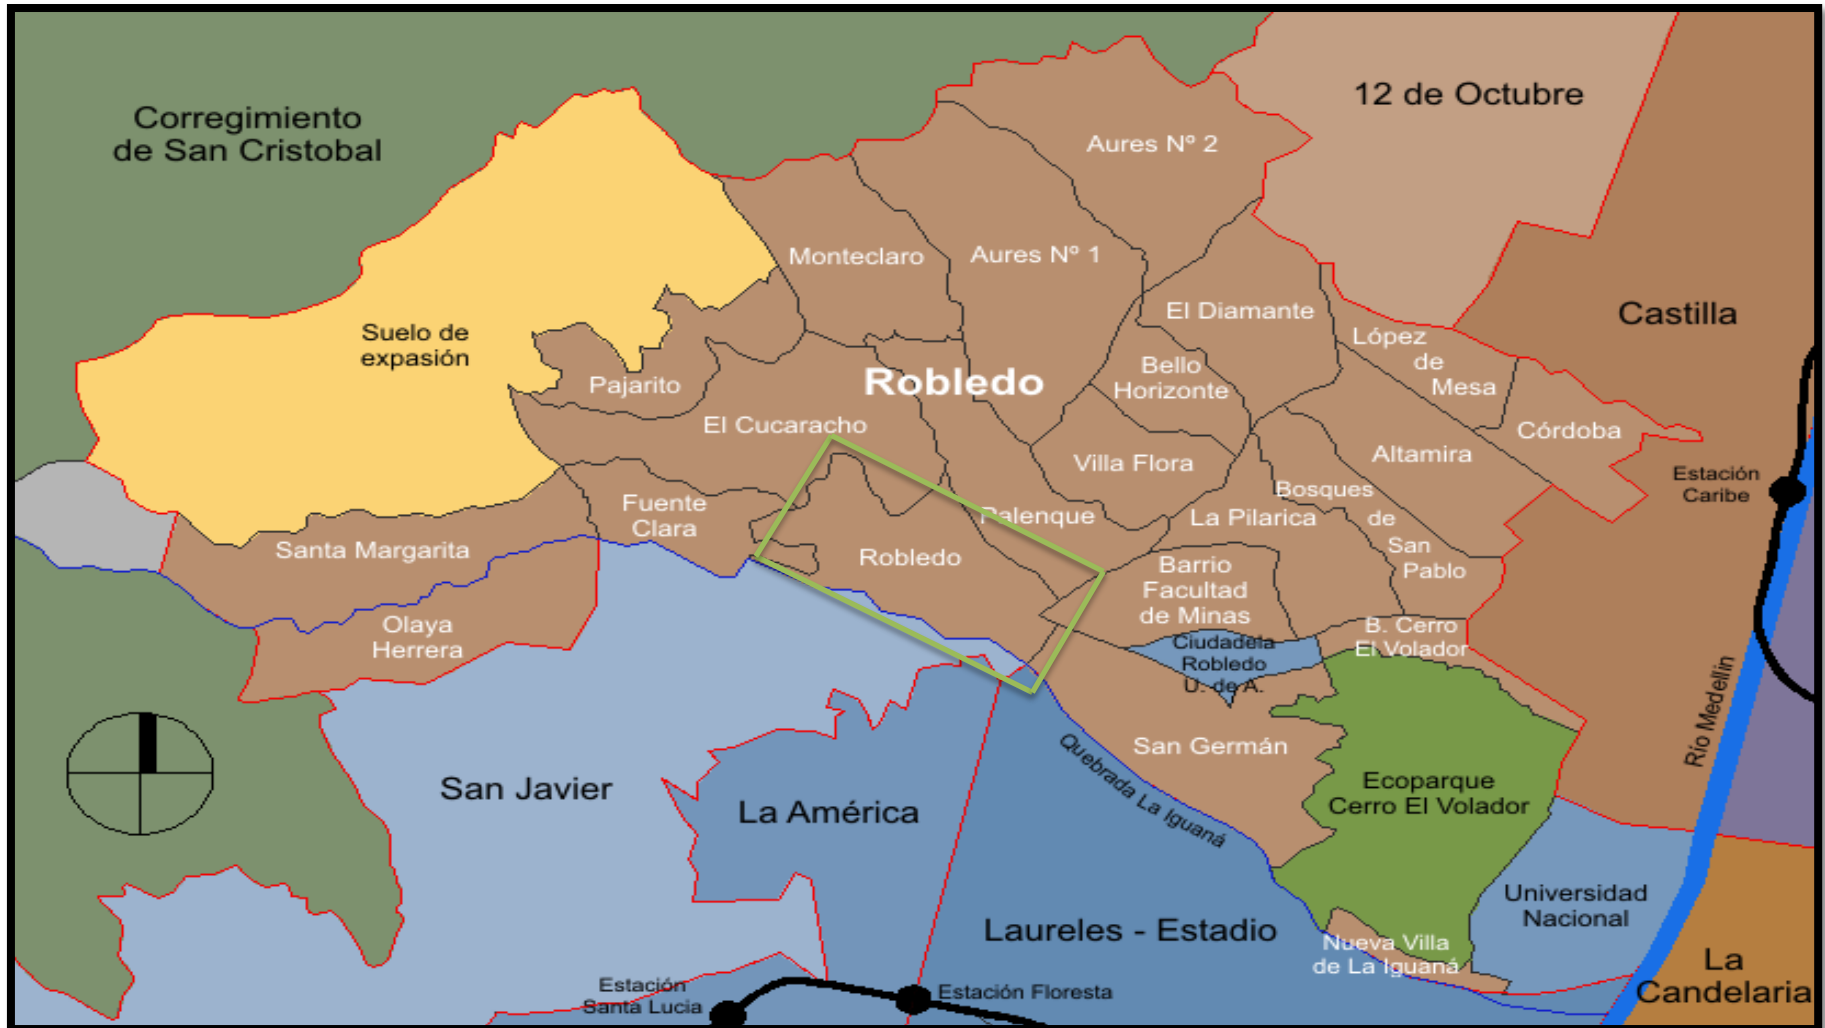 12 de Octubre
Corregimiento
de San Cristobal
Aures Nº 2
Monteclaro
Aures Nº 1
El Diamante
Castilla
Suelo de
expasión
López
de
Mesa
Pajarito
Robledo
Bello
Horizonte
El Cucaracho
Córdoba
Villa Flora
Altamira
Estación
Caribe
Fuente
Clara
Palenque
La Pilarica
Bosques
de
San
Pablo
Santa Margarita
Robledo
Barrio
Facultad
de Minas
Olaya
Herrera
B. Cerro
El Volador
Ciudadela
Robledo
U. de A.
Río Medellin
San Germán
Quebrada La Iguaná
San Javier
La América
Ecoparque
Cerro El Volador
Universidad
Nacional
Laureles - Estadio
Nueva Villa
de La Iguaná
La
Candelaria
Estación
Santa Lucia
Estación Floresta